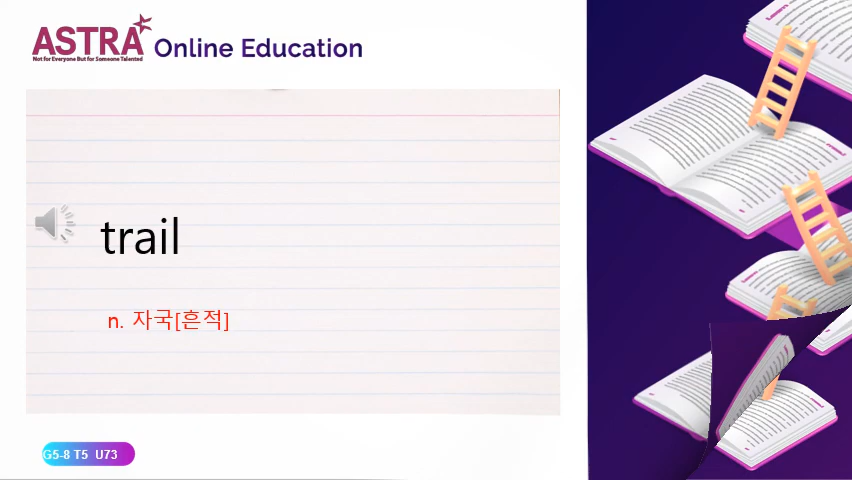 ASTRA Online Education
Not for Everyone But for Someone Talented
trail
n. 자국[흔적]
G5-8 T5 U73